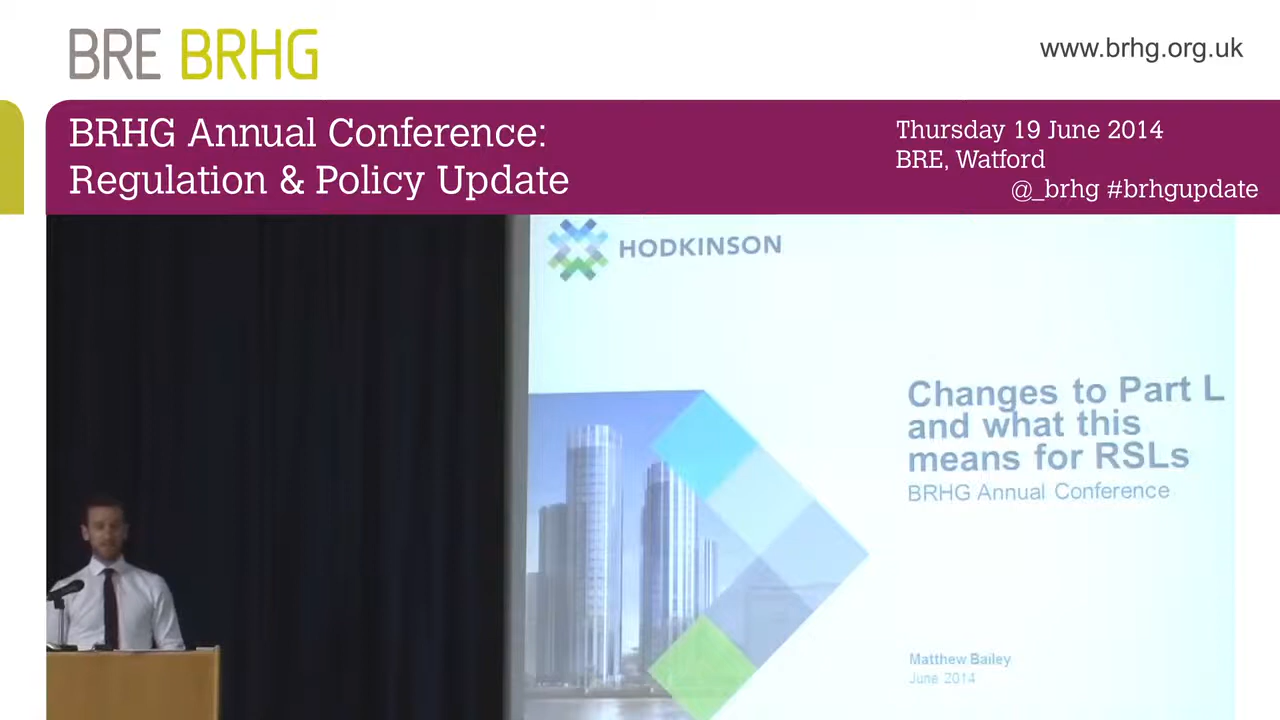 BRE BRHG
www.brhg.org.uk
BRHG Annual Conference:
Regulation & Policy Update
Thursday 19 June 2014
BRE, Watford
@_brhg #brhgupdate
HODKINSON
Changes to Part L
and what this
means for RSLs
BRHG Annual Conference
Matthew Bailey
June 2014